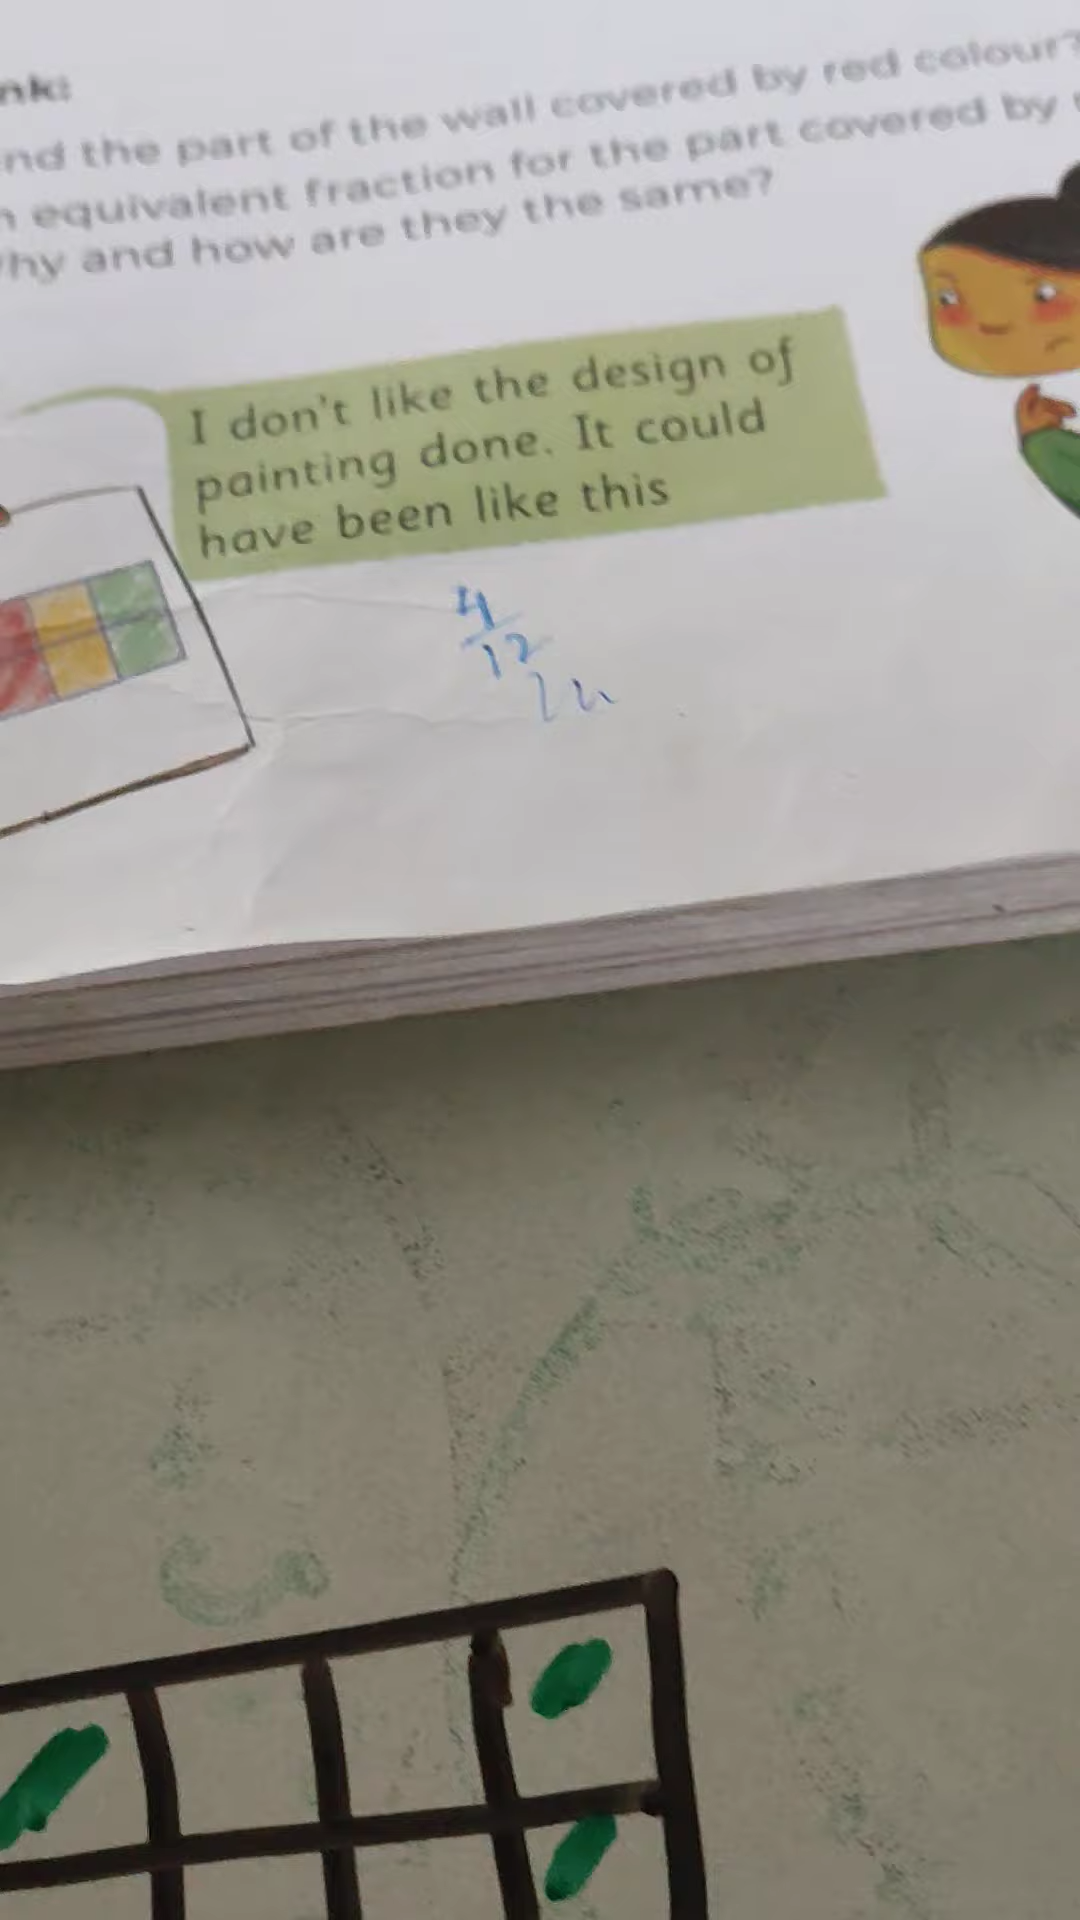 nk:
nd the part of the wall covered by red colour?
equivalent fraction for the part covered by
hy and how are they the same?
I don't like the design of
painting done. It could
have been like this
4
12